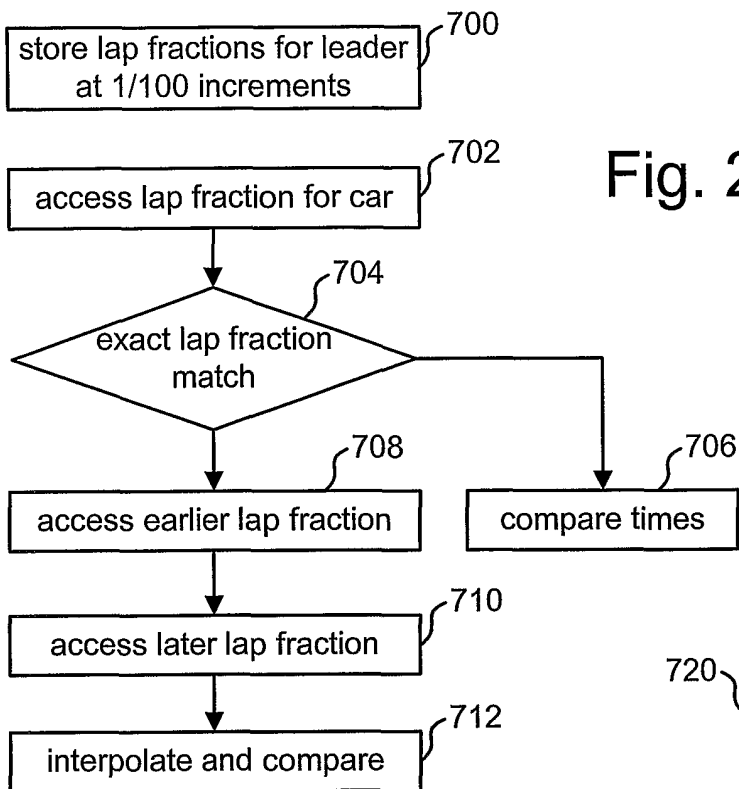 700
store lap fractions for leader
at 1/100 increments
702
access lap fraction for car
Fig. 2
704
exact lap fraction
match
708
access earlier lap fraction
706
compare times
710
access later lap fraction
720
712
interpolate and compare